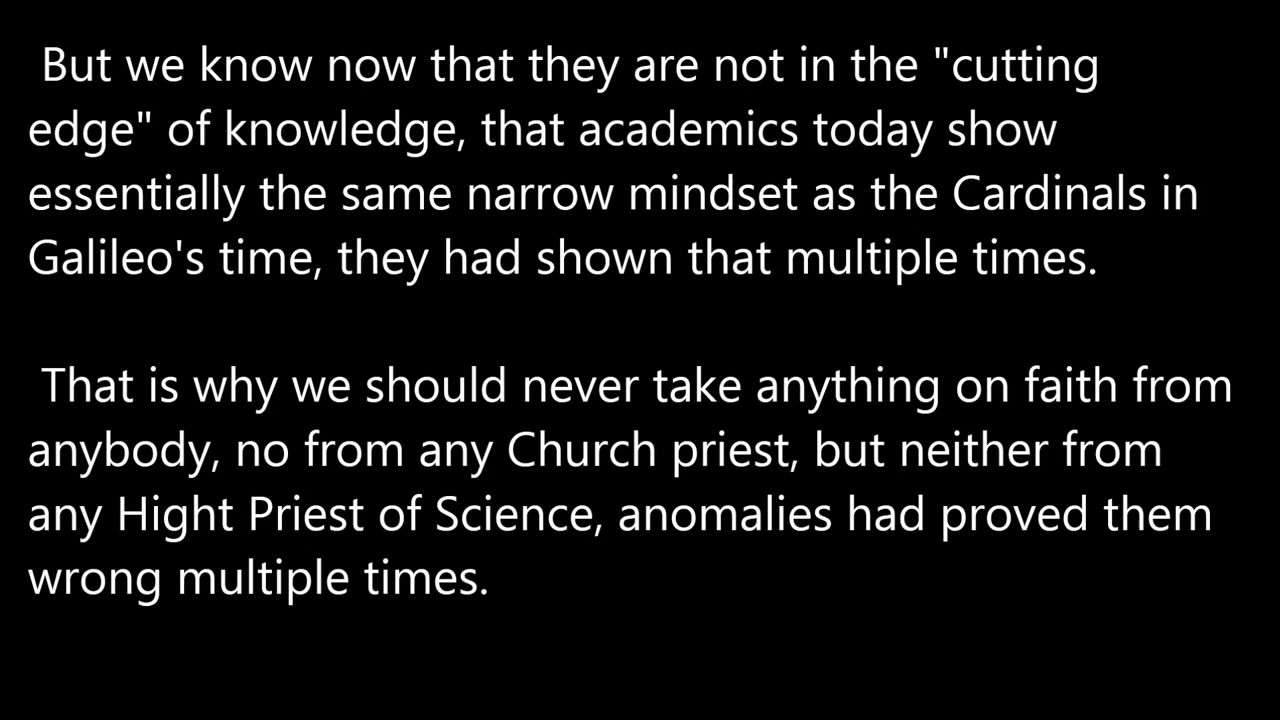 But we know now that they are not in the "cutting
edge" of knowledge, that academics today show
essentially the same narrow mindset as the Cardinals in
Galileo's time, they had shown that multiple times.
That is why we should never take anything on faith from
anybody, no from any Church priest, but neither from
any Hight Priest of Science, anomalies had proved them
wrong multiple times.